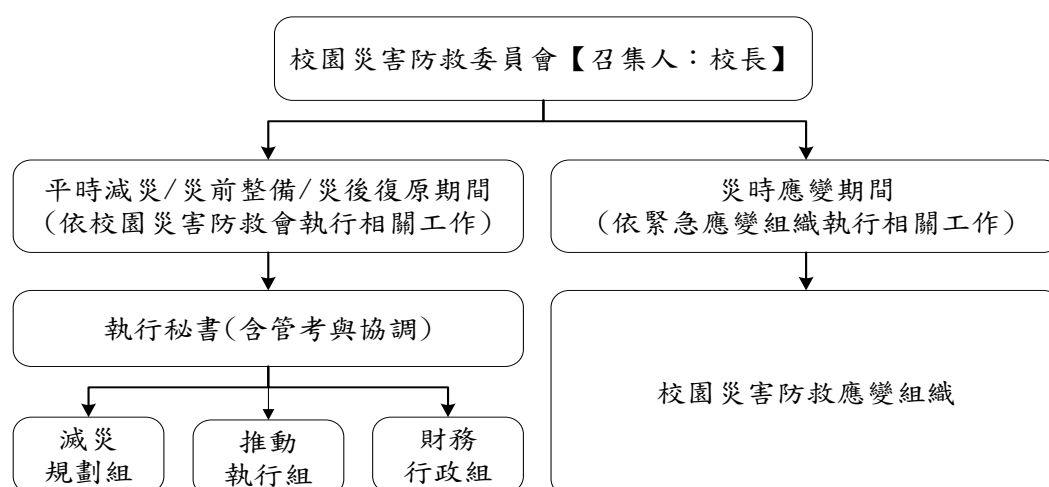 校園災害防救委員會【召集人：校長】
平時減災/災前整備/災後復原期間
(依校園災害防救會執行相關工作)
災時應變期間
(依緊急應變組織執行相關工作)
執行秘書(含管考與協調)
校園災害防救應變組織
減災
規劃組
推動
執行組
財務
行政組